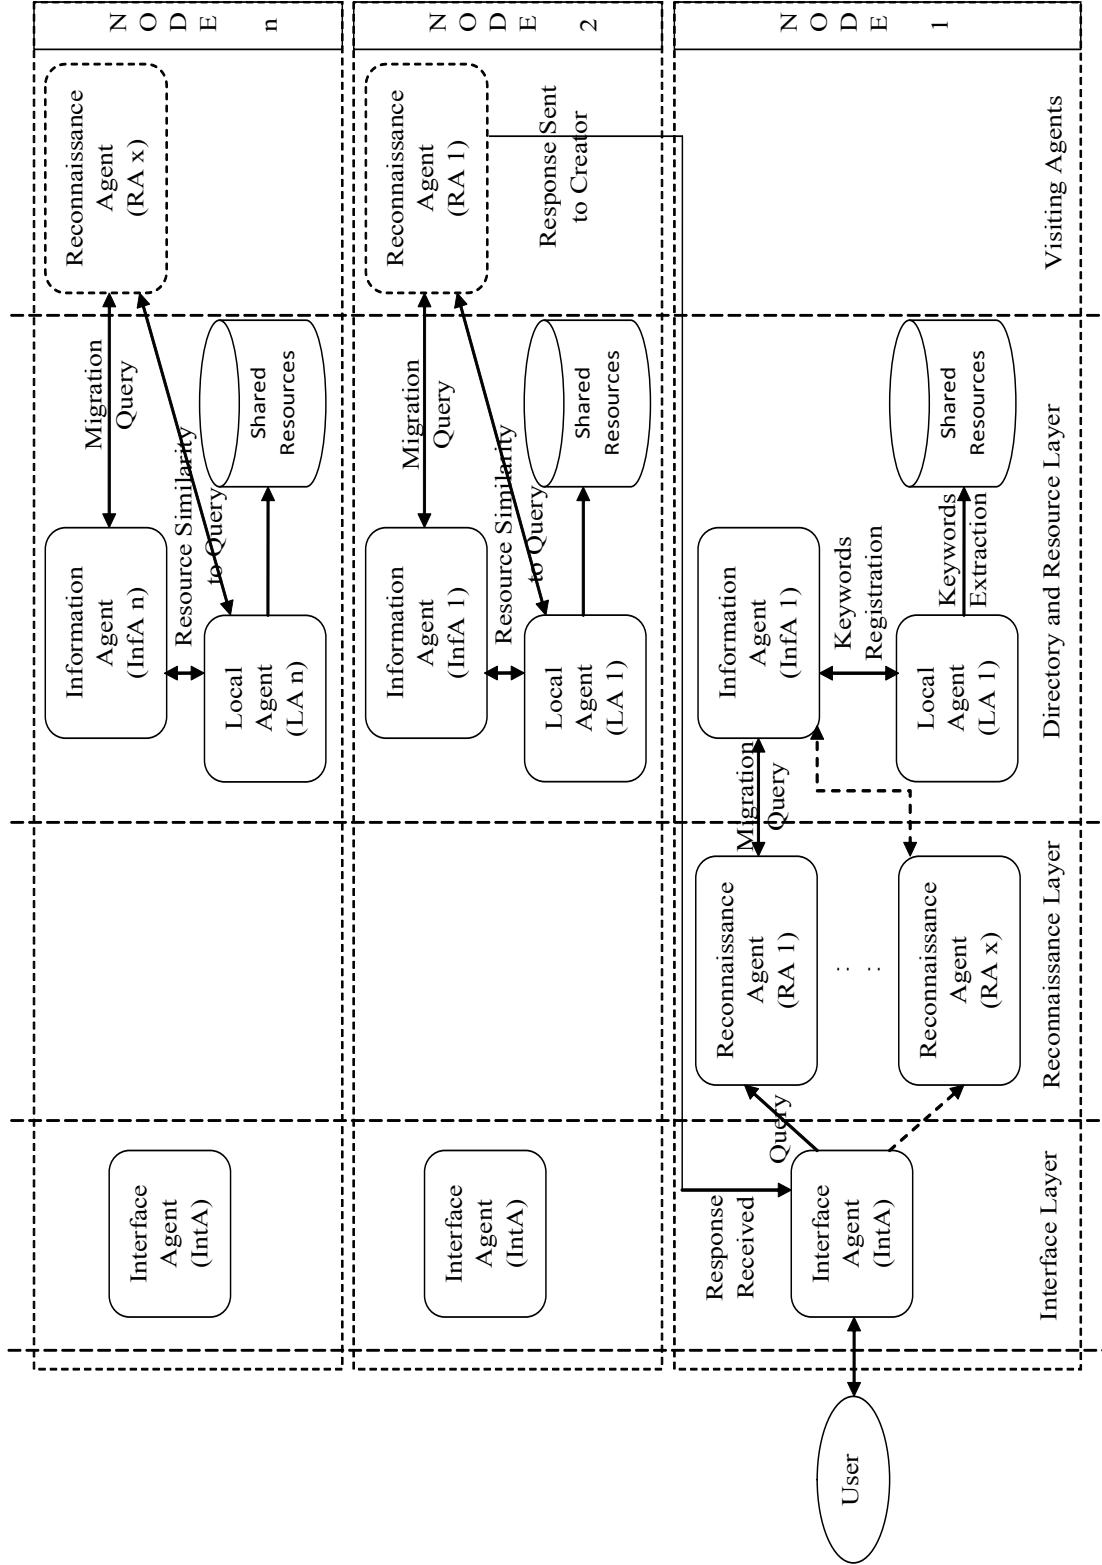 N
O
D
E
n
Reconnaissance
Agent
(RA x)
Migration
Query
Information
Agent
(InfA n)
Resource Similarity
to Query
Shared
Resources
Local
Agent
(LA n)
Interface
Agent
(IntA)
N
O
D
E
2
Reconnaissance
Agent
(RA 1)
Response Sent
to Creator
Migration
Query
Information
Agent
(InfA 1)
Resource Similarity
to Query
Shared
Resources
Local
Agent
(LA 1)
Interface
Agent
(IntA)
N
O
D
E
1
Information
Agent
(InfA 1)
Keywords
Registration
Keywords
Extraction
Shared
Resources
Local
Agent
(LA 1)
Migration
Query
Reconnaissance
Agent
(RA 1)
: :
Reconnaissance
Agent
(RA x)
Query
Response
Received
Interface
Agent
(IntA)
User
Interface Layer
Reconnaissance Layer
Directory and Resource Layer
Visiting Agents